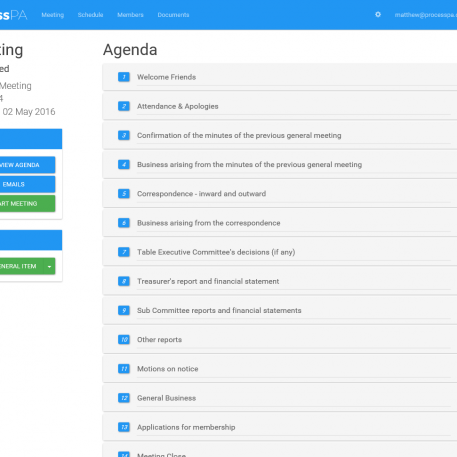 ssPA Meeting Schedule Members Documents matthew@processpa.
ting
ed
Meeting
4
02 May 2016
VIEW AGENDA
EMAILS
ART MEETING
ENERAL ITEM
Agenda
1 Welcome Friends
2 Attendance & Apologies
3 Confirmation of the minutes of the previous general meeting
4 Business arising from the minutes of the previous general meeting
5 Correspondence - inward and outward
6 Business arising from the correspondence
7 Table Executive Committee's decisions (if any)
8 Treasurer's report and financial statement
9 Sub Committee reports and financial statements
10 Other reports
11 Motions on notice
12 General Business
13 Applications for membership
14 Meeting Close